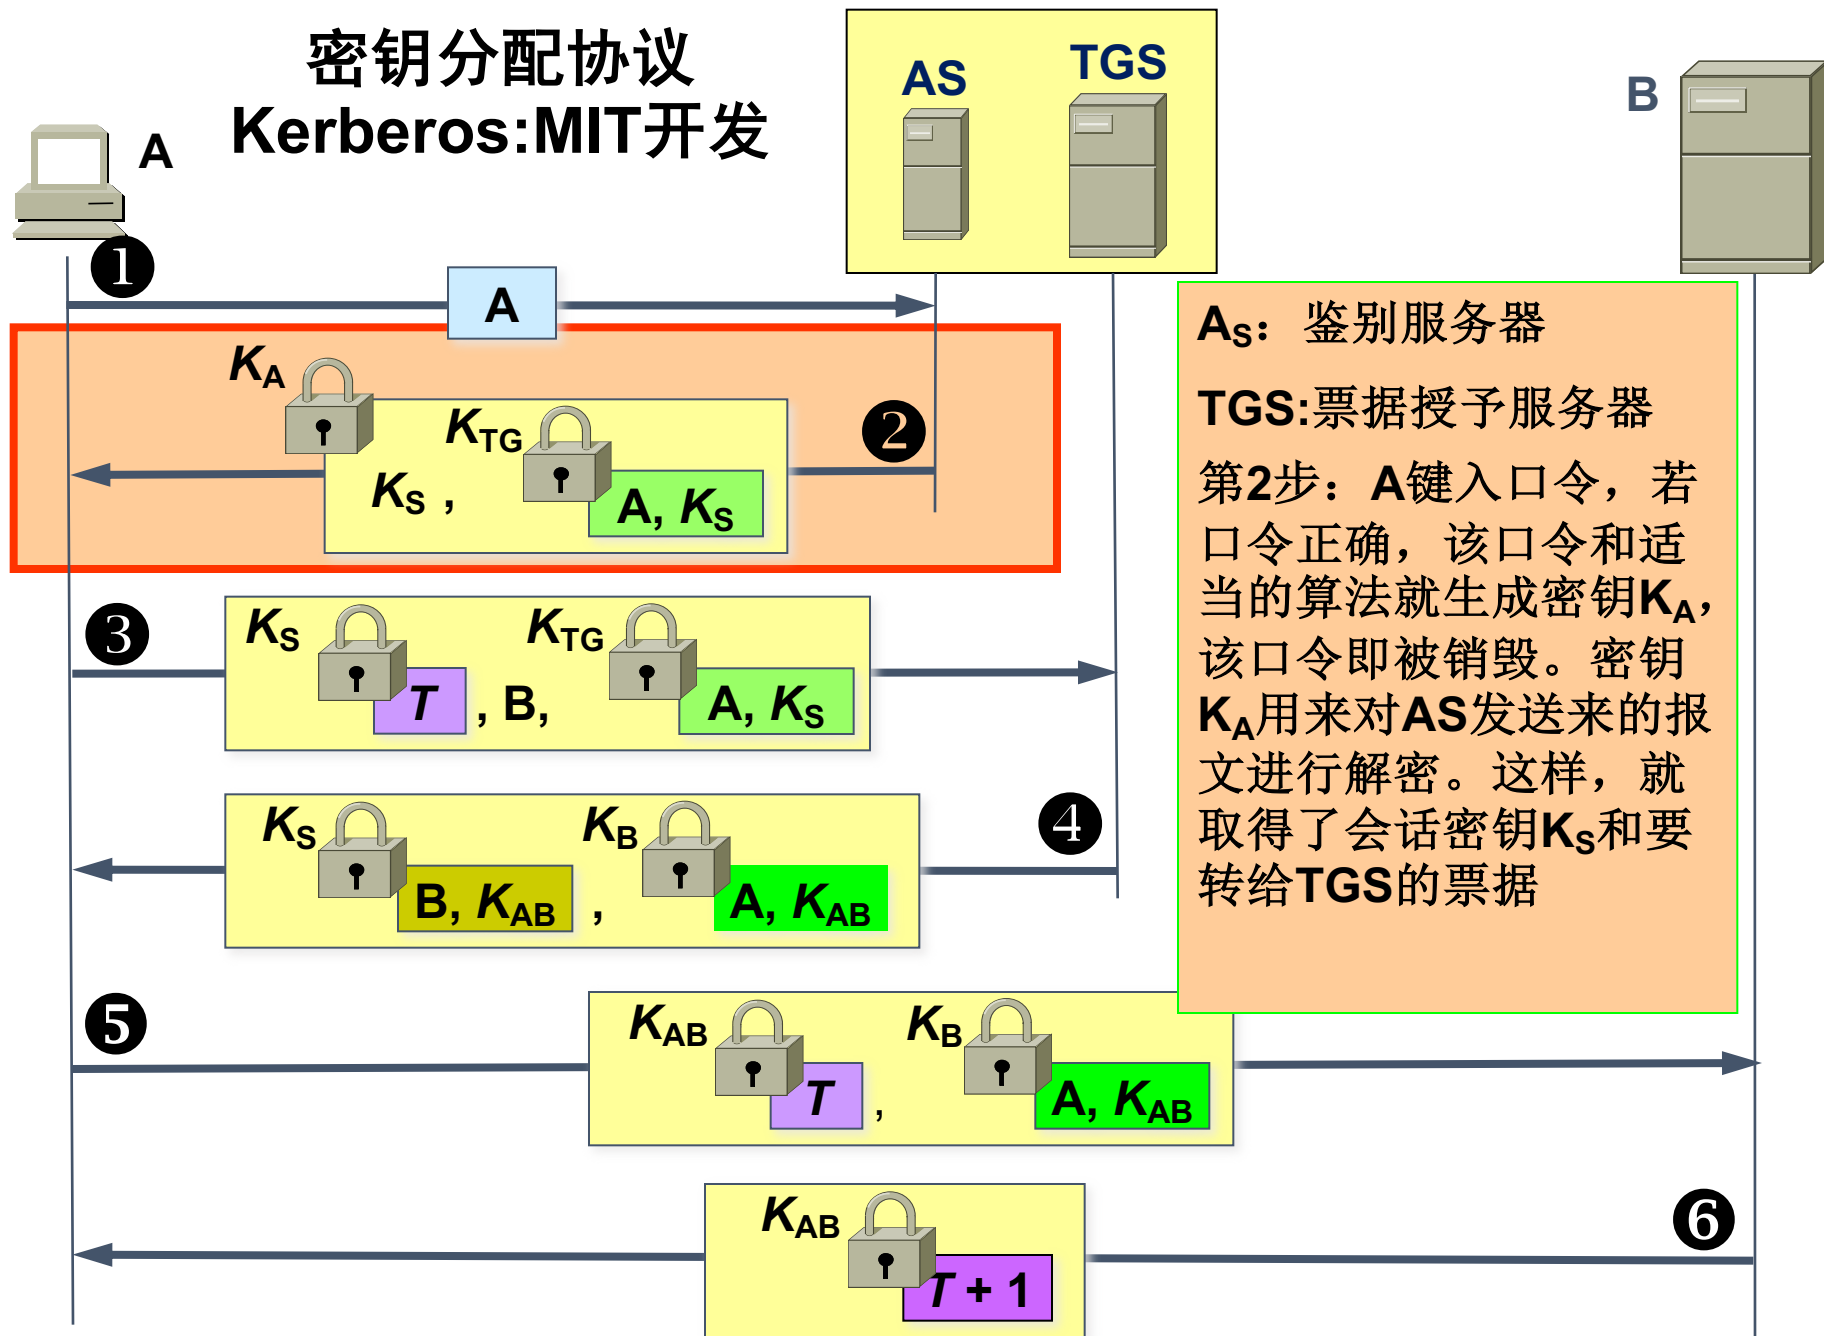 密钥分配协议
Kerberos:MIT开发
AS
TGS
B
A
❶
A
KA
KTG
❷
KS ,
A, KS
AS：鉴别服务器
TGS:票据授予服务器
第2步：A键入口令，若
口令正确，该口令和适
当的算法就生成密钥KA，
该口令即被销毁。密钥
KA用来对AS发送来的报
文进行解密。这样，就
取得了会话密钥KS和要
转给TGS的票据
❸
KS
KTG
T , B,
A, KS
KS
KB
❹
B, KAB ,
A, KAB
❺
KAB
KB
T ,
A, KAB
KAB
❻
T + 1